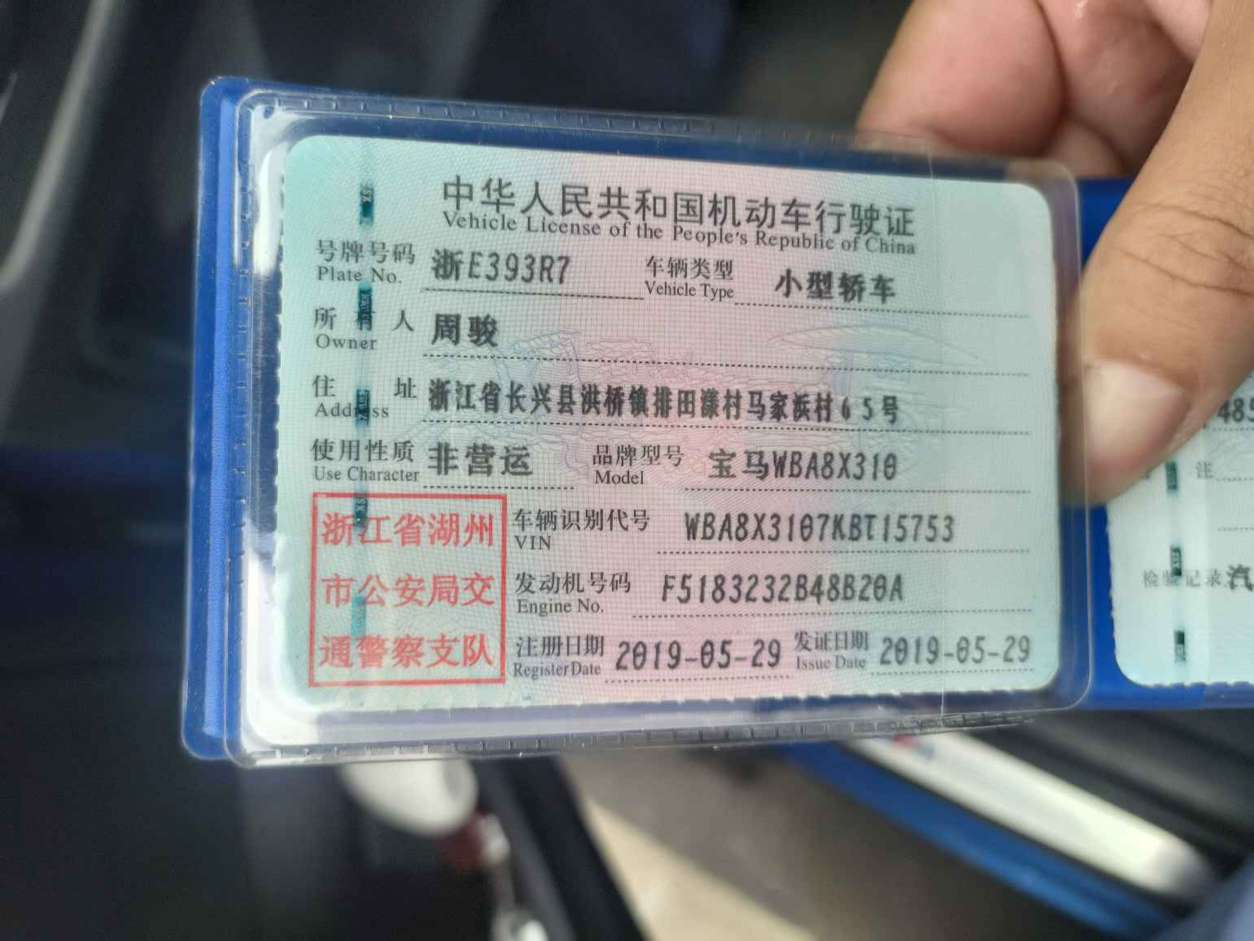 中华人民共和国机动车行驶证
Vehicle License of the People's Republic of China
号牌号码 浙E393R7 车辆类型 小型轿车
Plate No. Vehicle Type
所有人 周骏
Owner
住址 浙江省长兴县洪桥镇排田漾村马家浜村65号
Address
使用性质 非营运 品牌型号 宝马WBA8X310
Use Character Model
浙江省湖州
市公安局交
通警察支队
车辆识别代号 WBA8X3107KBT15753
VIN
发动机号码 F5183232B48B20A
Engine No.
注册日期 2019-05-29 发证日期 2019-05-29
Register Date Issue Date
注
检验记录 汽